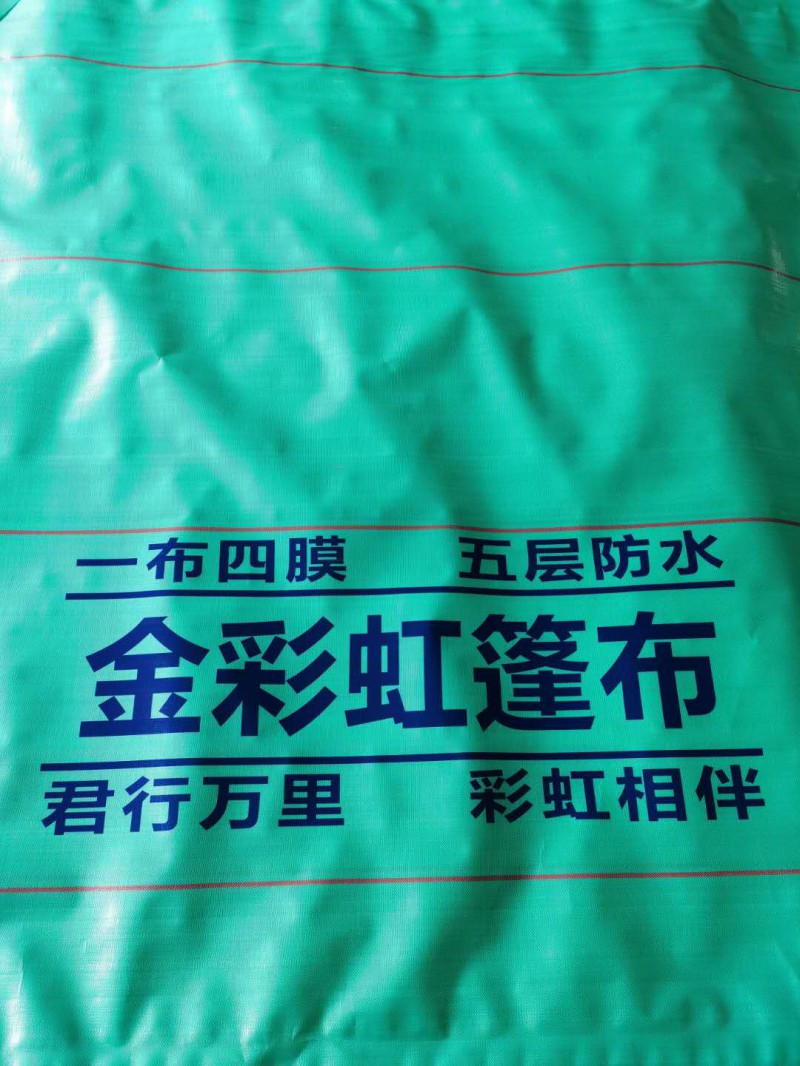 一布四膜 五层防水
金彩虹篷布
君行万里 彩虹相伴